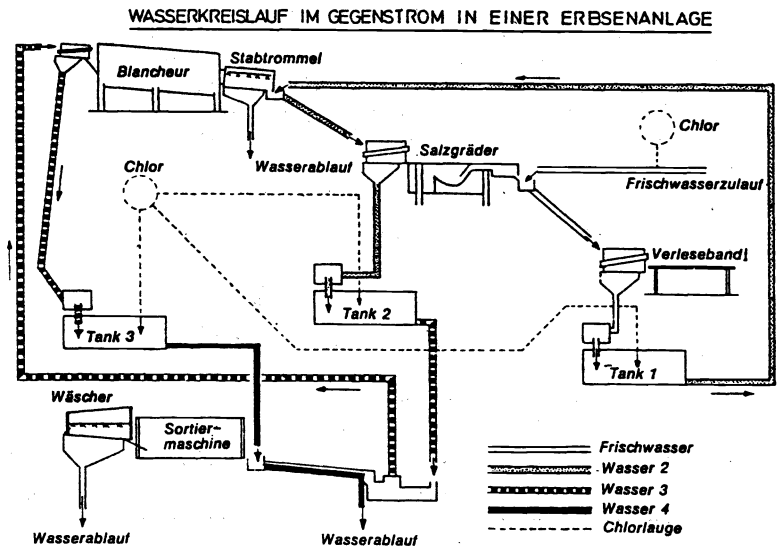 WASSERKREISLAUF IM GEGENSTROM IN EINER ERBSENANLAGE
Stabtrommel
Blancheur
Wasserablauf
Salzgräder
Chlor
Frischwasserzulauf
Chlor
Verleseband
Tank 3
Tank 2
Tank 1
Wäscher
Sortier-
maschine
Wasserablauf
Wasserablauf
Frischwasser
Wasser 2
Wasser 3
Wasser 4
Chlorlauge